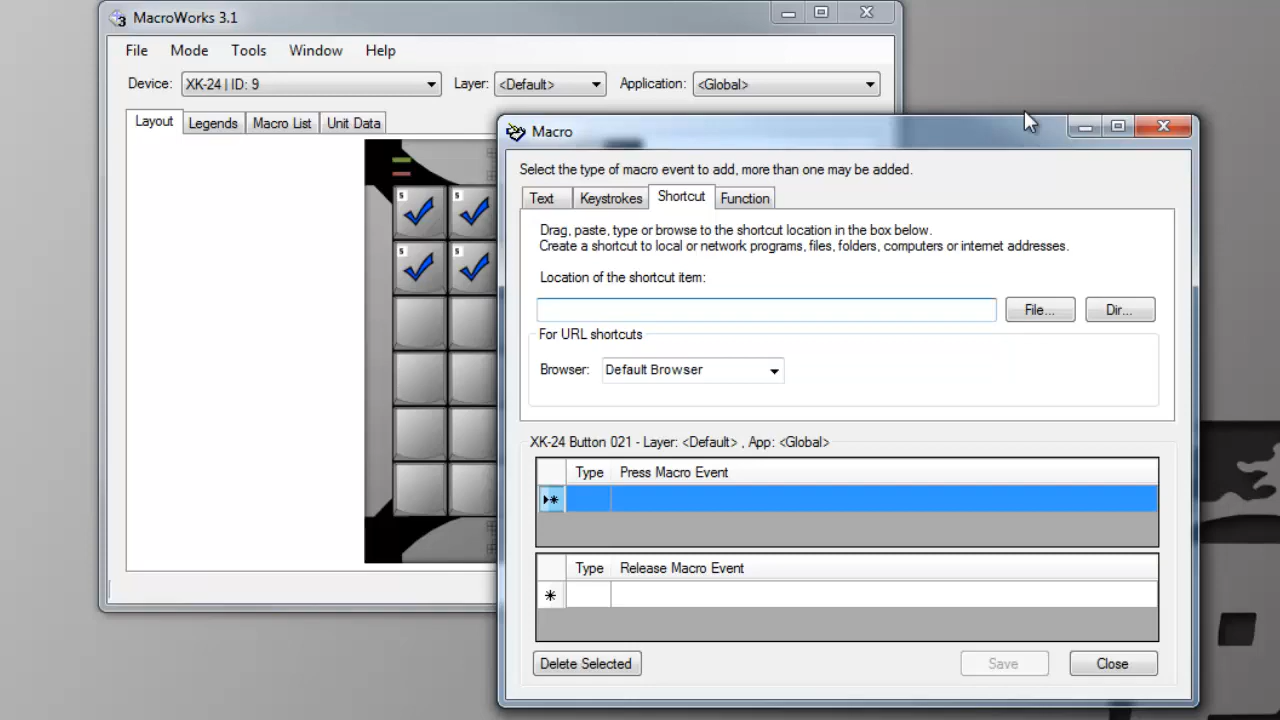 MacroWorks 3.1
File Mode Tools Window Help
Device: XK-24 | ID: 9 Layer: <Default> Application: <Global>
Layout Legends Macro List Unit Data
Macro
Select the type of macro event to add, more than one may be added.
Text Keystrokes Shortcut Function
Drag, paste, type or browse to the shortcut location in the box below.
Create a shortcut to local or network programs, files, folders, computers or internet addresses.
Location of the shortcut item:
File... Dir...
For URL shortcuts
Browser: Default Browser
XK-24 Button 021 - Layer: <Default> , App: <Global>
Type Press Macro Event
Type Release Macro Event
Delete Selected Save Close